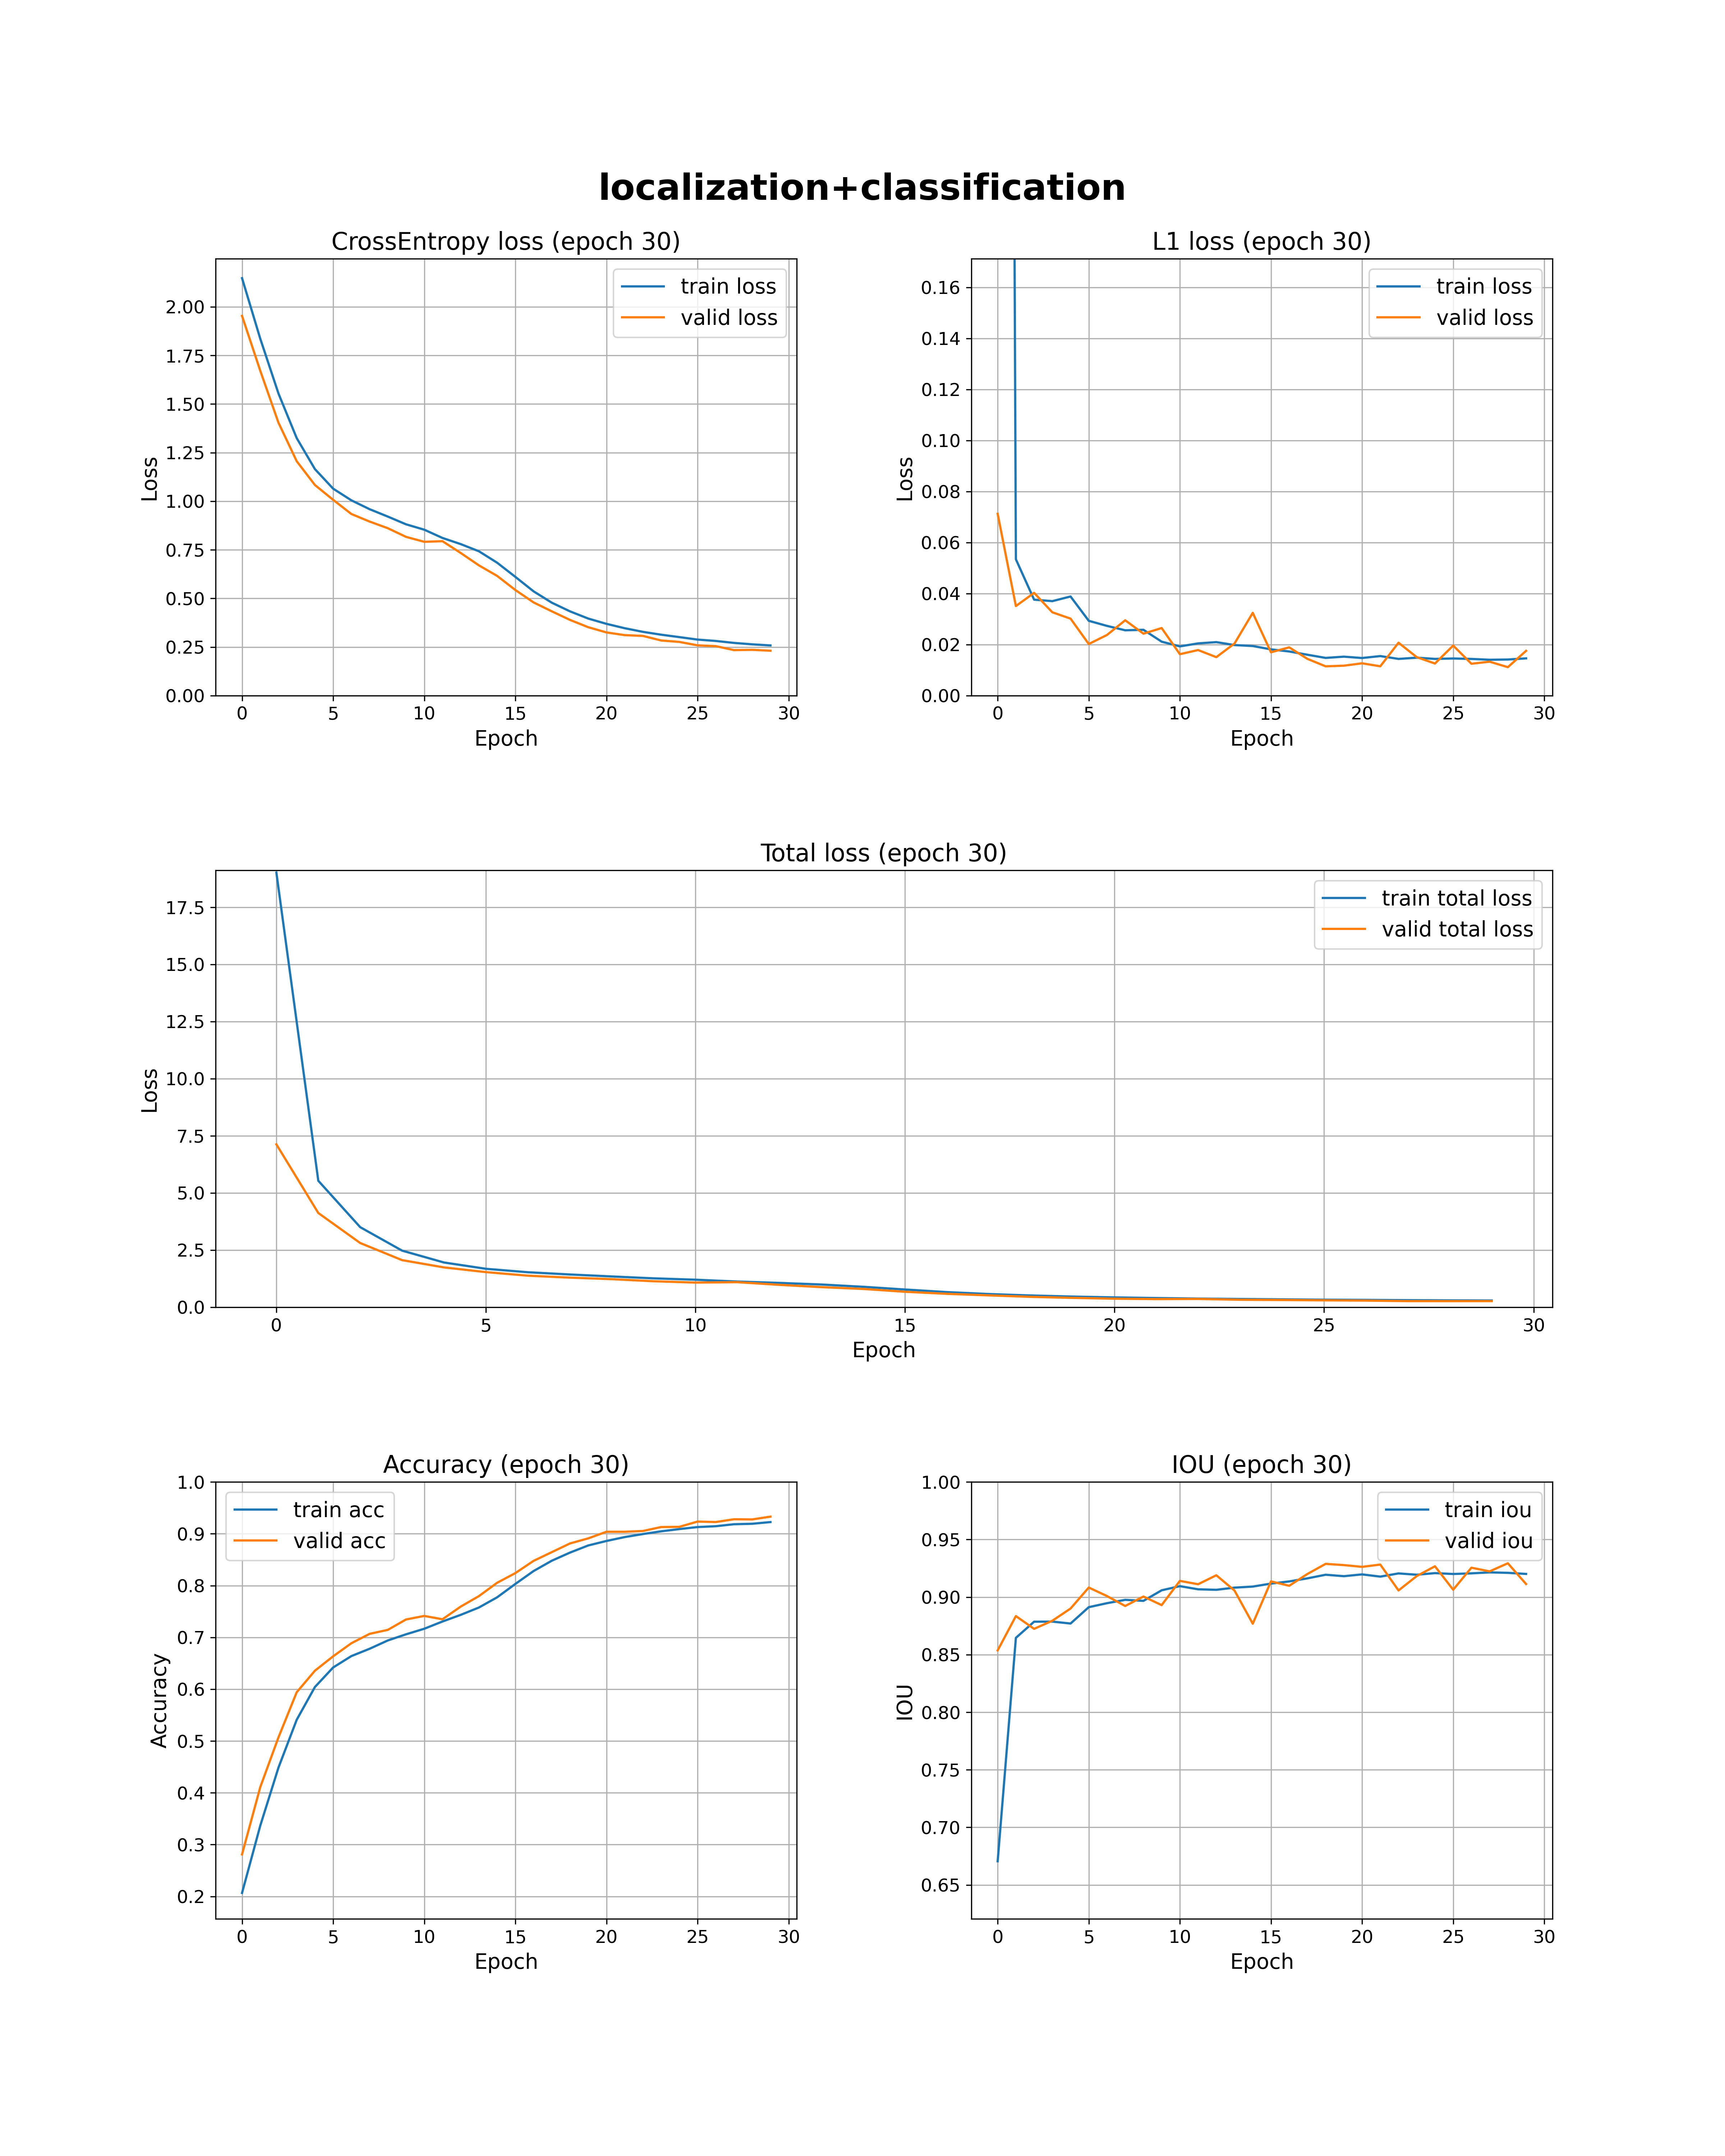 localization+classification
CrossEntropy loss (epoch 30)
train loss
valid loss
2.00
1.75
1.50
1.25
1.00
0.75
0.50
0.25
0.00
Loss
0 5 10 15 20 25 30
Epoch
L1 loss (epoch 30)
train loss
valid loss
0.16
0.14
0.12
0.10
0.08
0.06
0.04
0.02
0.00
Loss
0 5 10 15 20 25 30
Epoch
Total loss (epoch 30)
train total loss
valid total loss
17.5
15.0
12.5
10.0
7.5
5.0
2.5
0.0
Loss
0 5 10 15 20 25 30
Epoch
Accuracy (epoch 30)
train acc
valid acc
1.0
0.9
0.8
0.7
0.6
0.5
0.4
0.3
0.2
Accuracy
0 5 10 15 20 25 30
Epoch
IOU (epoch 30)
train iou
valid iou
1.00
0.95
0.90
0.85
0.80
0.75
0.70
0.65
IOU
0 5 10 15 20 25 30
Epoch